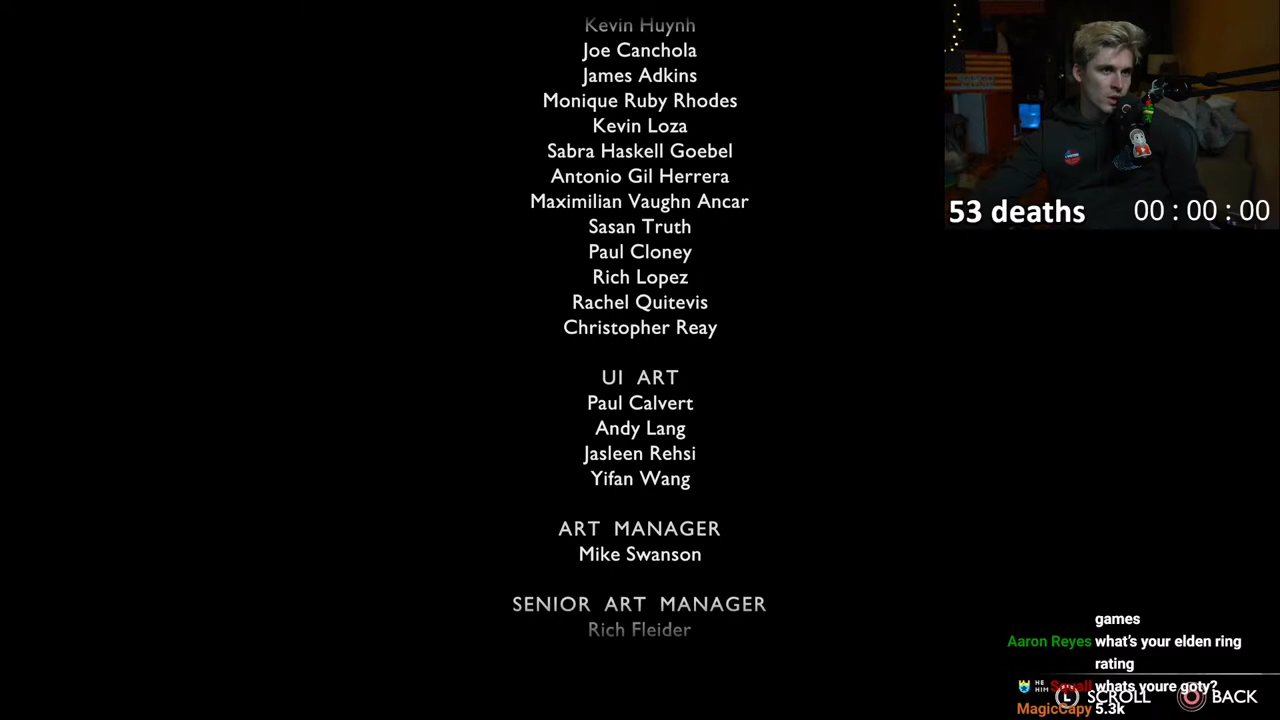 Kevin Huynh
Joe Canchola
James Adkins
Monique Ruby Rhodes
Kevin Loza
Sabra Haskell Goebel
Antonio Gil Herrera
Maximilian Vaughn Ancar
Sasan Truth
Paul Cloney
Rich Lopez
Rachel Quitevis
Christopher Reay
UI ART
Paul Calvert
Andy Lang
Jasleen Rehsi
Yifan Wang
ART MANAGER
Mike Swanson
SENIOR ART MANAGER
Rich Fleider
53 deaths 00 : 00 : 00
games
Aaron Reyes what's your elden ring
rating
HE HIM Squall whats youre goty?
MagicCapy 5.3k
L SCROLL BACK